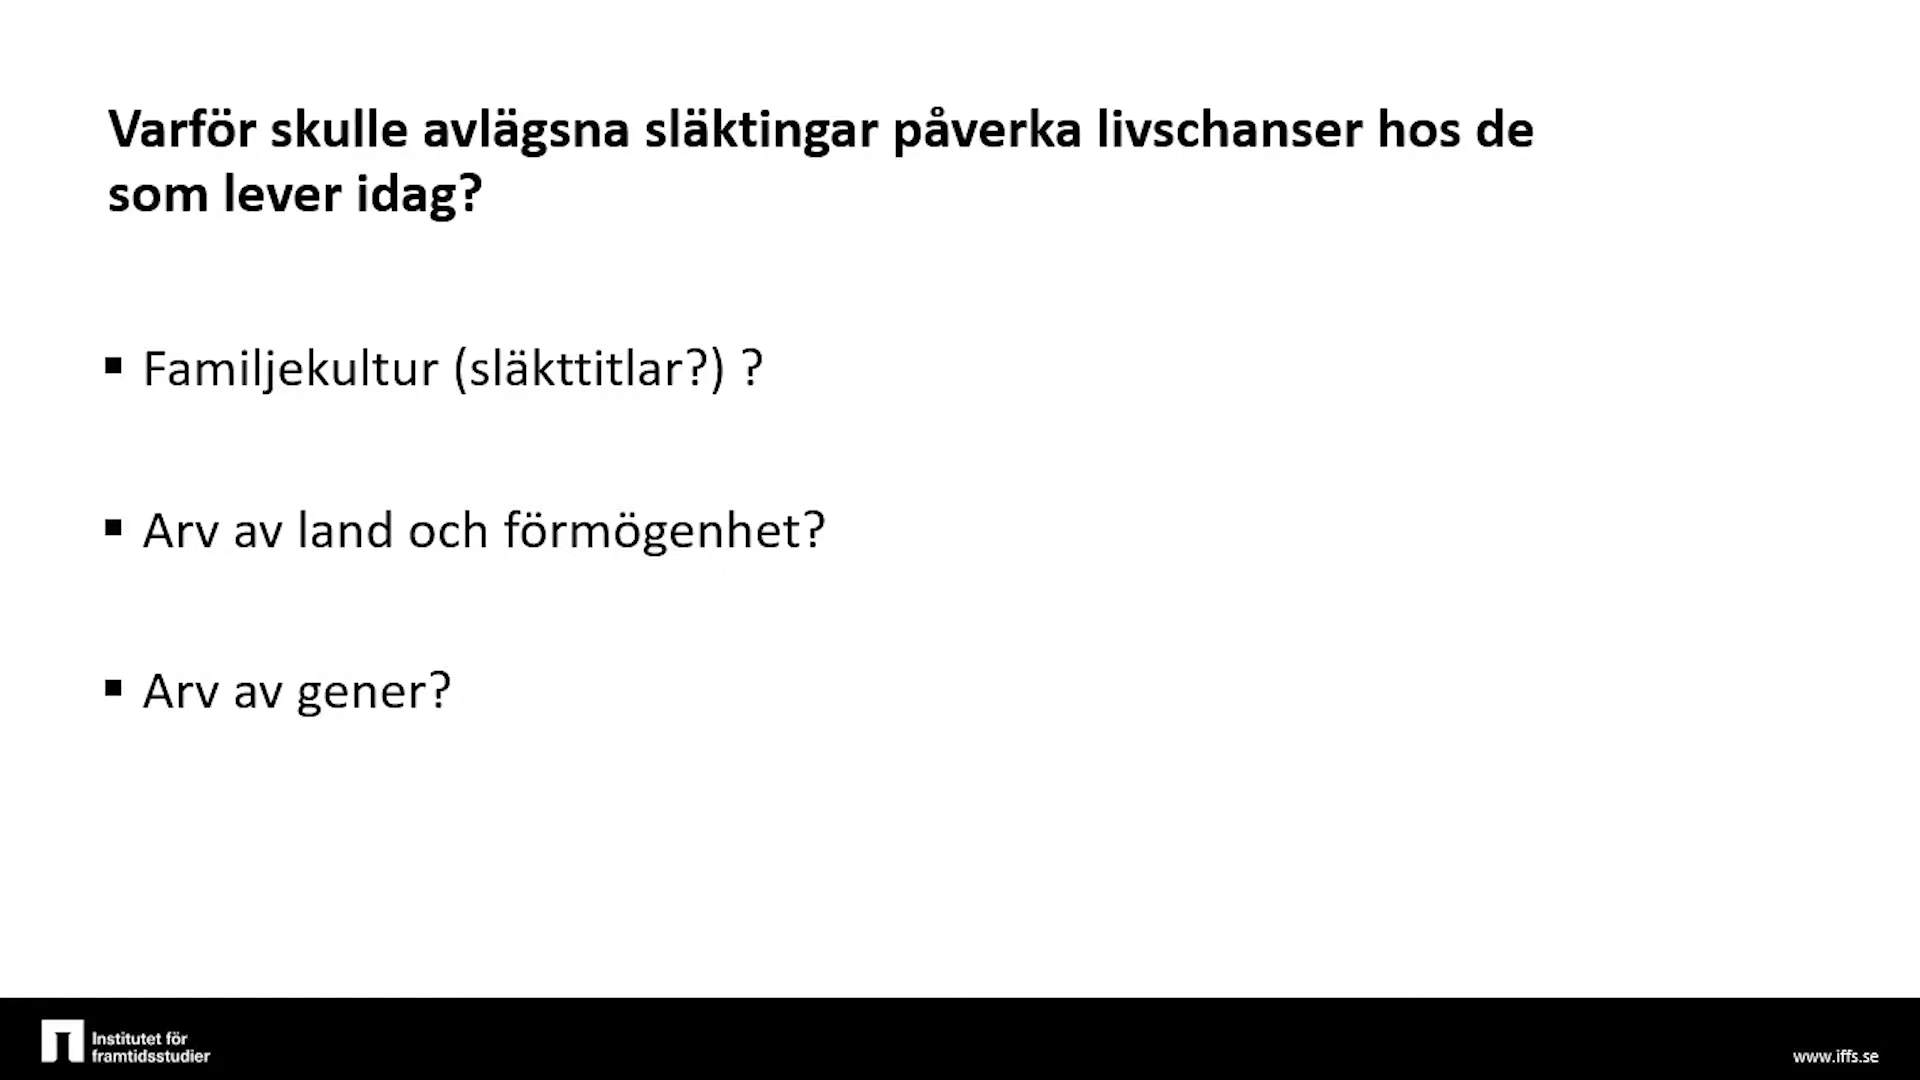 Varför skulle avlägsna släktingar påverka livschanser hos de
som lever idag?
▪ Familjekultur (släkttitlar?) ?
▪ Arv av land och förmögenhet?
▪ Arv av gener?
Institutet för
framtidsstudier
www.iffs.se